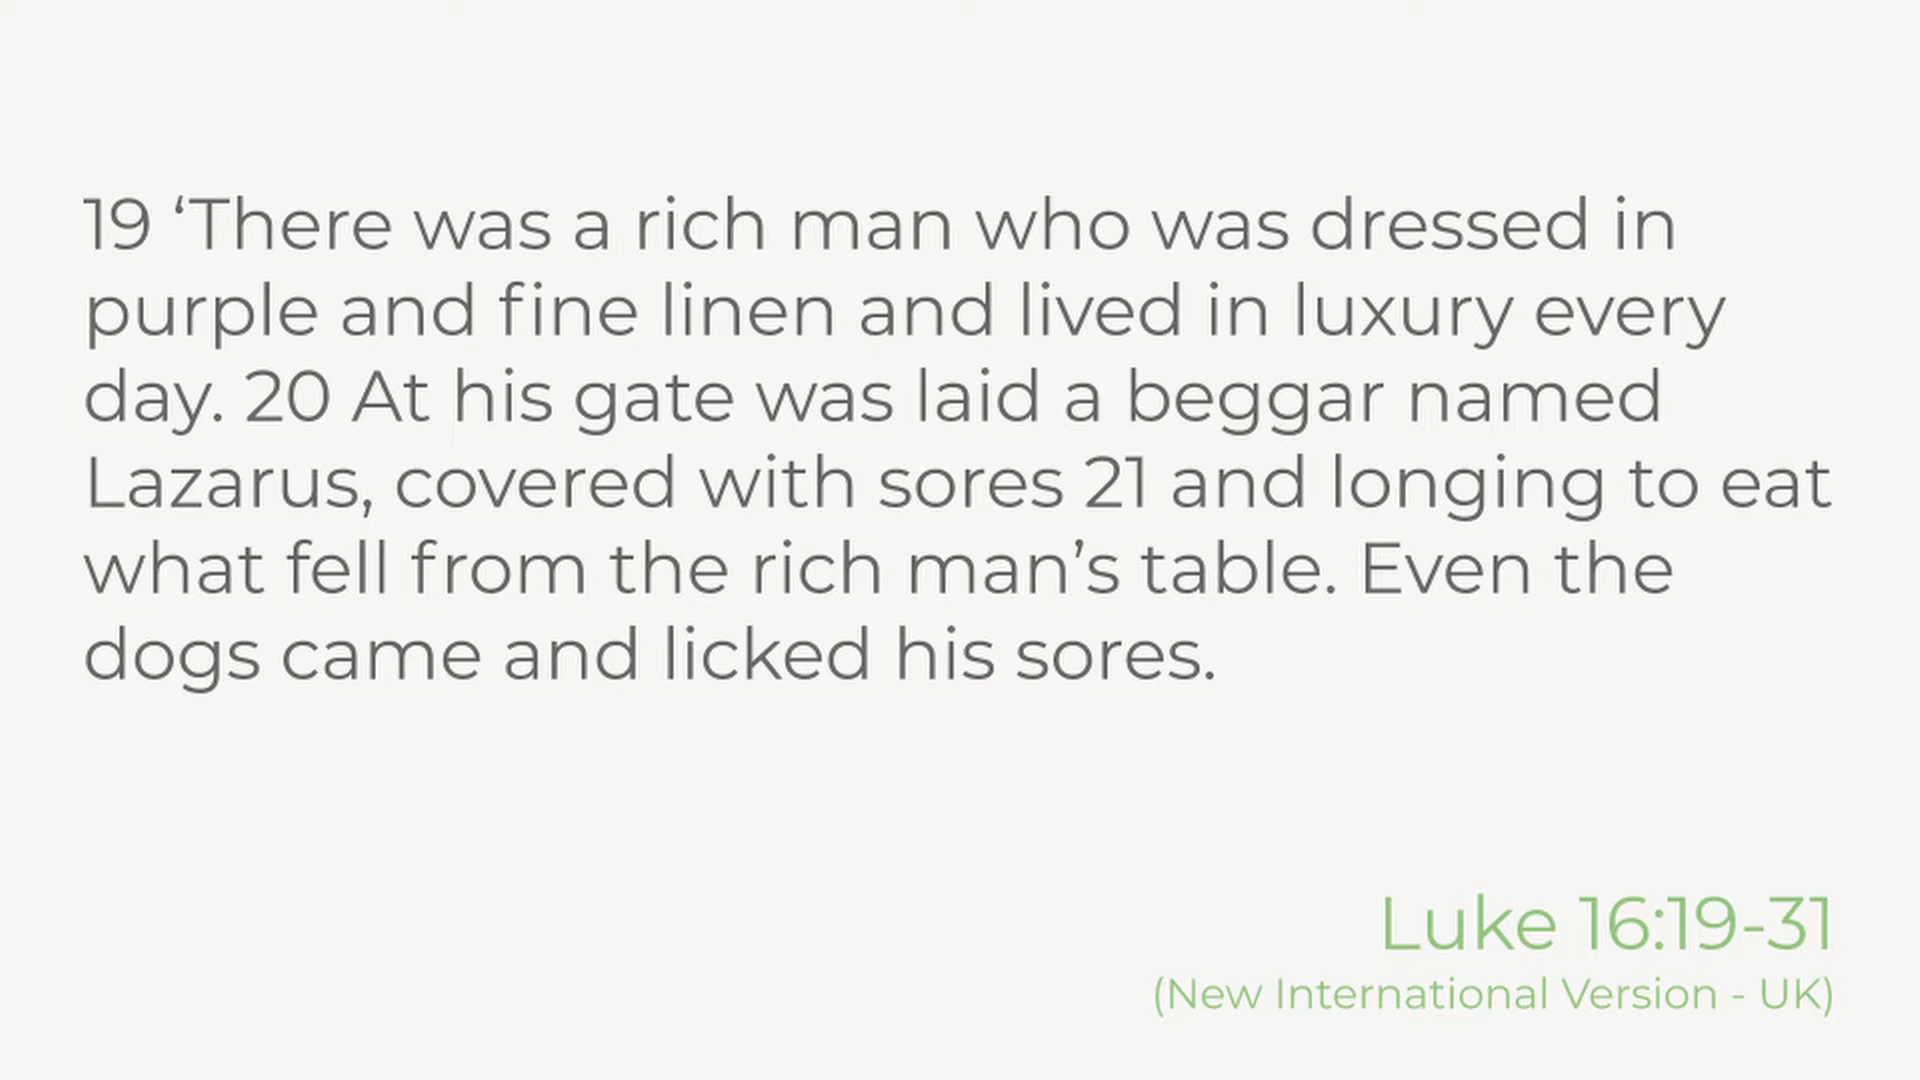 19 ‘There was a rich man who was dressed in
purple and fine linen and lived in luxury every
day. 20 At his gate was laid a beggar named
Lazarus, covered with sores 21 and longing to eat
what fell from the rich man’s table. Even the
dogs came and licked his sores.
Luke 16:19-31
(New International Version - UK)